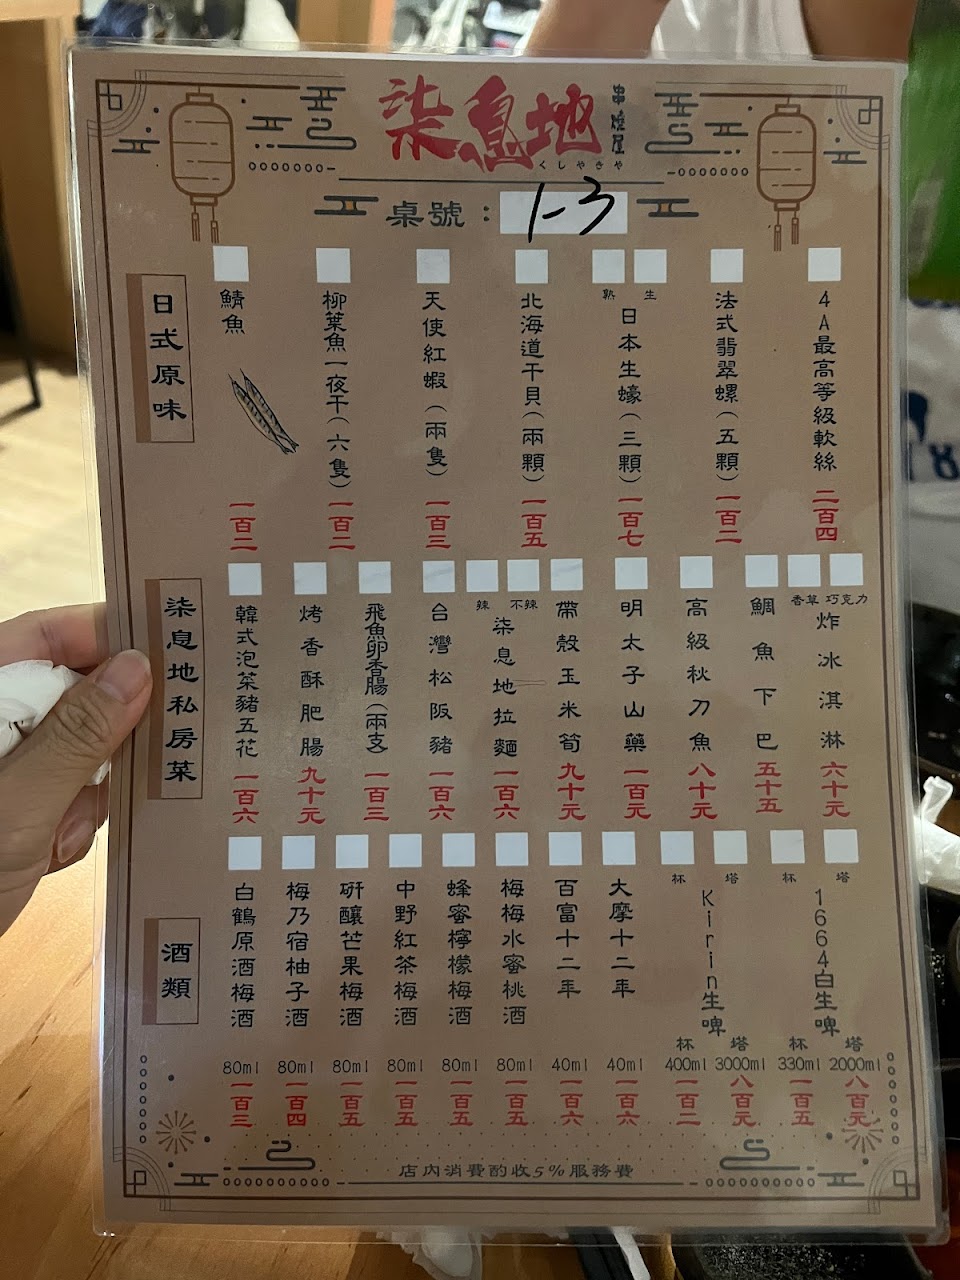 柒息地
串燒屋
くしやきや
桌號：1-3
4A最高等級軟絲
二百四
法式翡翠螺（五顆）
一百二
熟 生
日本生蠔（三顆）
一百七
北海道干貝（兩顆）
一百五
天使紅蝦（兩隻）
一百三
柳葉魚一夜干（六隻）
一百二
鯖魚
一百二
日式原味
香草 巧克力
炸冰淇淋
六十元
鯛魚下巴
五十五
高級秋刀魚
八十元
明太子山藥
一百元
帶殼玉米筍
九十元
辣 不辣
柒息地拉麵
一百六
台灣松阪豬
一百六
飛魚卵香腸（兩支）
一百三
烤香酥肥腸
九十元
韓式泡菜豬五花
一百六
柒息地私房菜
杯 塔
1664白生啤
杯 塔
330ml 2000ml
一百五 八百元
杯 塔
Kirin生啤
杯 塔
400ml 3000ml
一百二 八百元
大摩十二年
40ml
一百六
百富十二年
40ml
一百六
梅梅水蜜桃酒
80ml
一百五
蜂蜜檸檬梅酒
80ml
一百五
中野紅茶梅酒
80ml
一百五
研釀芒果梅酒
80ml
一百五
梅乃宿柚子酒
80ml
一百四
白鶴原酒梅酒
80ml
一百三
酒類
店內消費酌收5%服務費